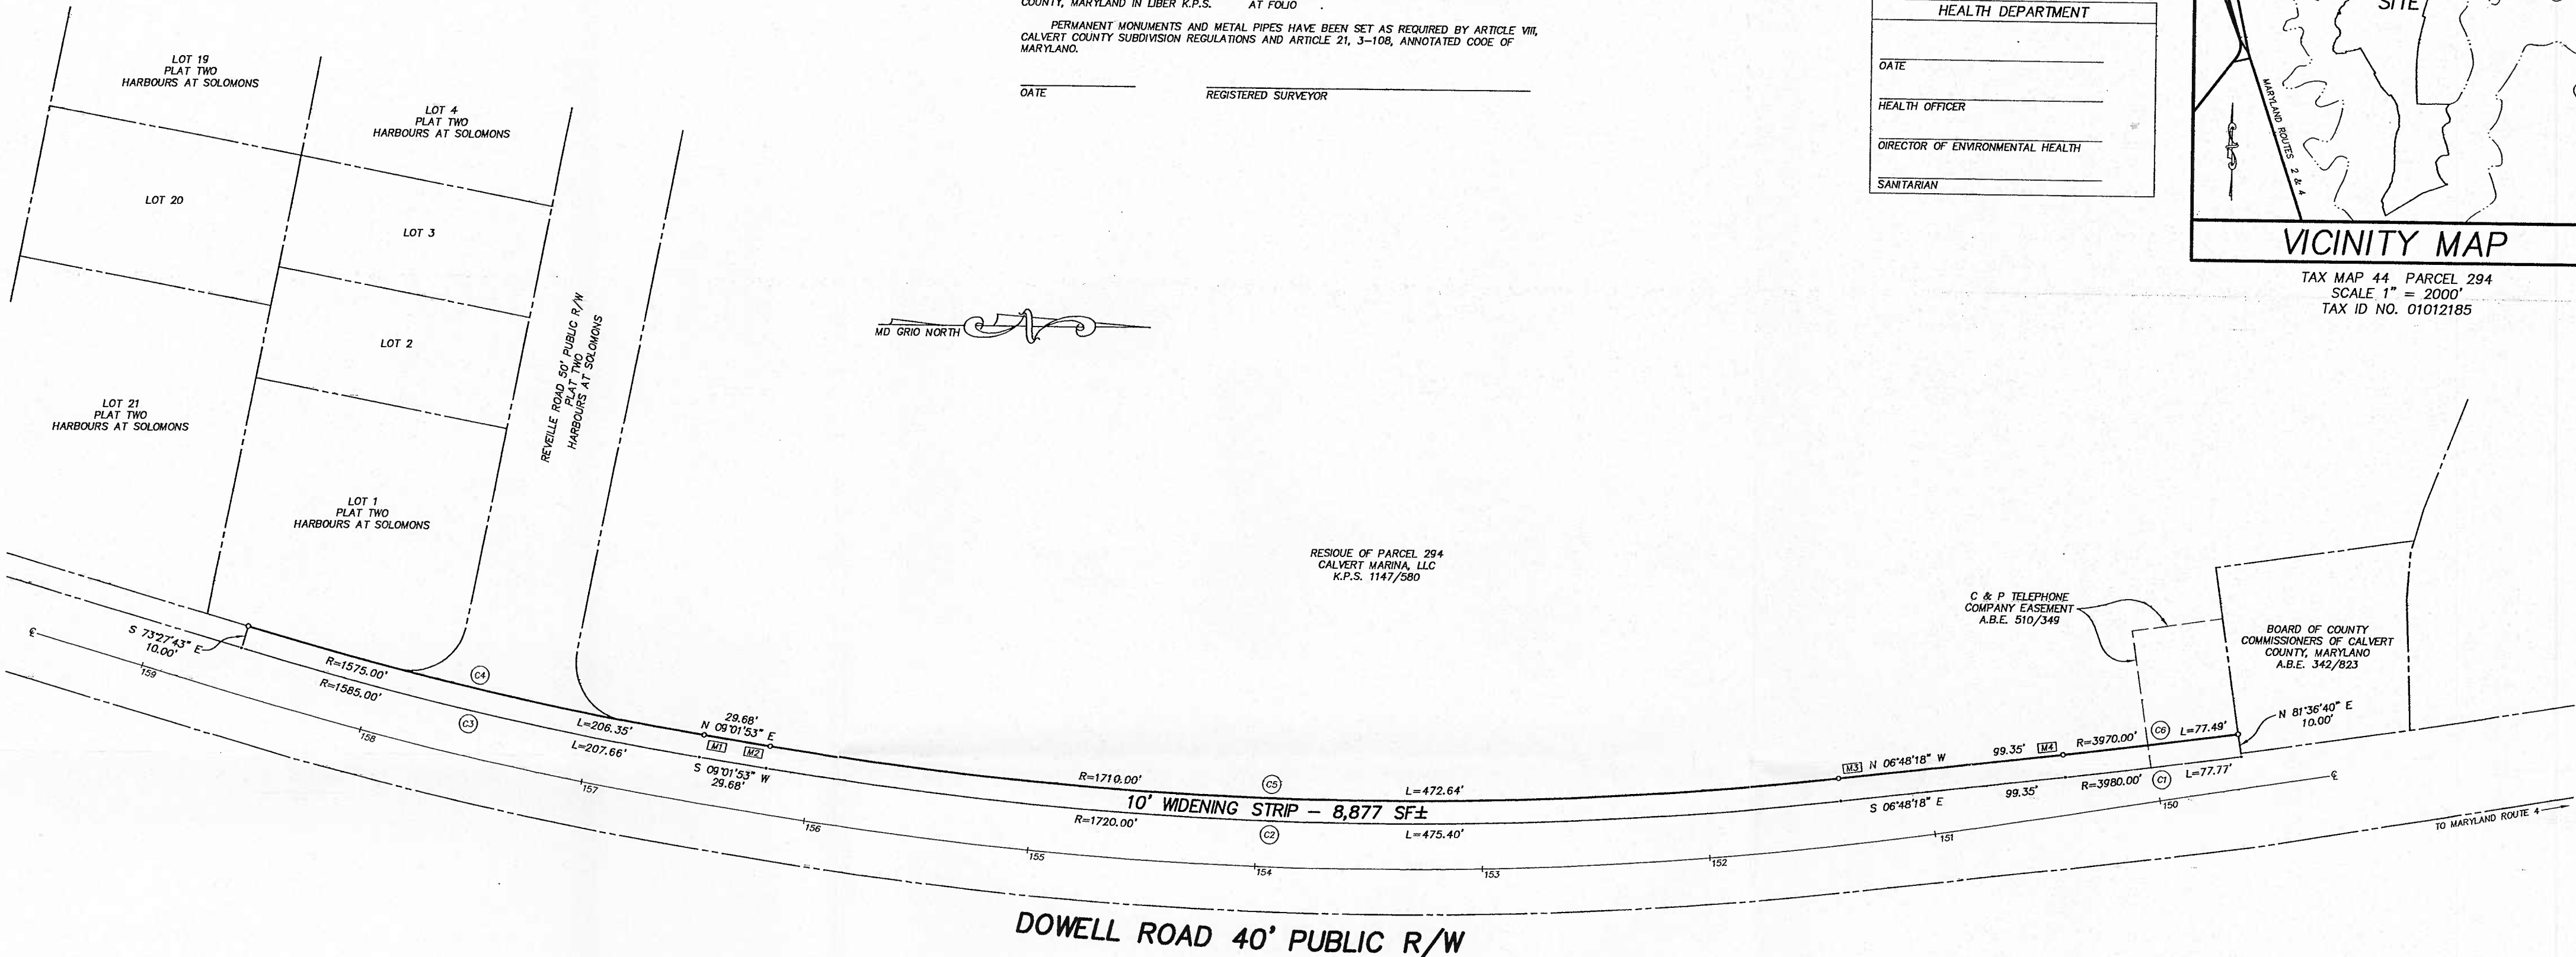 COUNTY, MARYLAND IN LIBER K.P.S. AT FOLIO .
PERMANENT MONUMENTS AND METAL PIPES HAVE BEEN SET AS REQUIRED BY ARTICLE VIII,
CALVERT COUNTY SUBDIVISION REGULATIONS AND ARTICLE 21, 3-108, ANNOTATED CODE OF
MARYLAND.
DATE
REGISTERED SURVEYOR
HEALTH DEPARTMENT
DATE
HEALTH OFFICER
DIRECTOR OF ENVIRONMENTAL HEALTH
SANITARIAN
SITE
MARYLAND ROUTES 2 & 4
VICINITY MAP
TAX MAP 44 PARCEL 294
SCALE 1" = 2000'
TAX ID NO. 01012185
LOT 19
PLAT TWO
HARBOURS AT SOLOMONS
LOT 4
PLAT TWO
HARBOURS AT SOLOMONS
LOT 20
LOT 3
LOT 2
LOT 21
PLAT TWO
HARBOURS AT SOLOMONS
LOT 1
PLAT TWO
HARBOURS AT SOLOMONS
REVEILLE ROAD 50' PUBLIC R/W
PLAT TWO
HARBOURS AT SOLOMONS
MD GRID NORTH
RESIDUE OF PARCEL 294
CALVERT MARINA, LLC
K.P.S. 1147/580
C & P TELEPHONE
COMPANY EASEMENT
A.B.E. 510/349
BOARD OF COUNTY
COMMISSIONERS OF CALVERT
COUNTY, MARYLAND
A.B.E. 342/823
N 81°36'40" E
10.00'
S 73°27'43" E
10.00'
R=1575.00'
C4
L=206.35'
R=1585.00'
C3
L=207.66'
29.68'
N 09°01'53" E
M1
M2
S 09°01'53" W
29.68'
R=1710.00'
C5
L=472.64'
10' WIDENING STRIP - 8,877 SF±
R=1720.00'
C2
L=475.40'
M3
N 06°48'18" W
99.35'
M4
R=3970.00'
C6
L=77.49'
S 06°48'18" E
99.35'
R=3980.00'
C1
L=77.77'
159
158
157
156
155
154
153
152
151
150
TO MARYLAND ROUTE 4
DOWELL ROAD 40' PUBLIC R/W